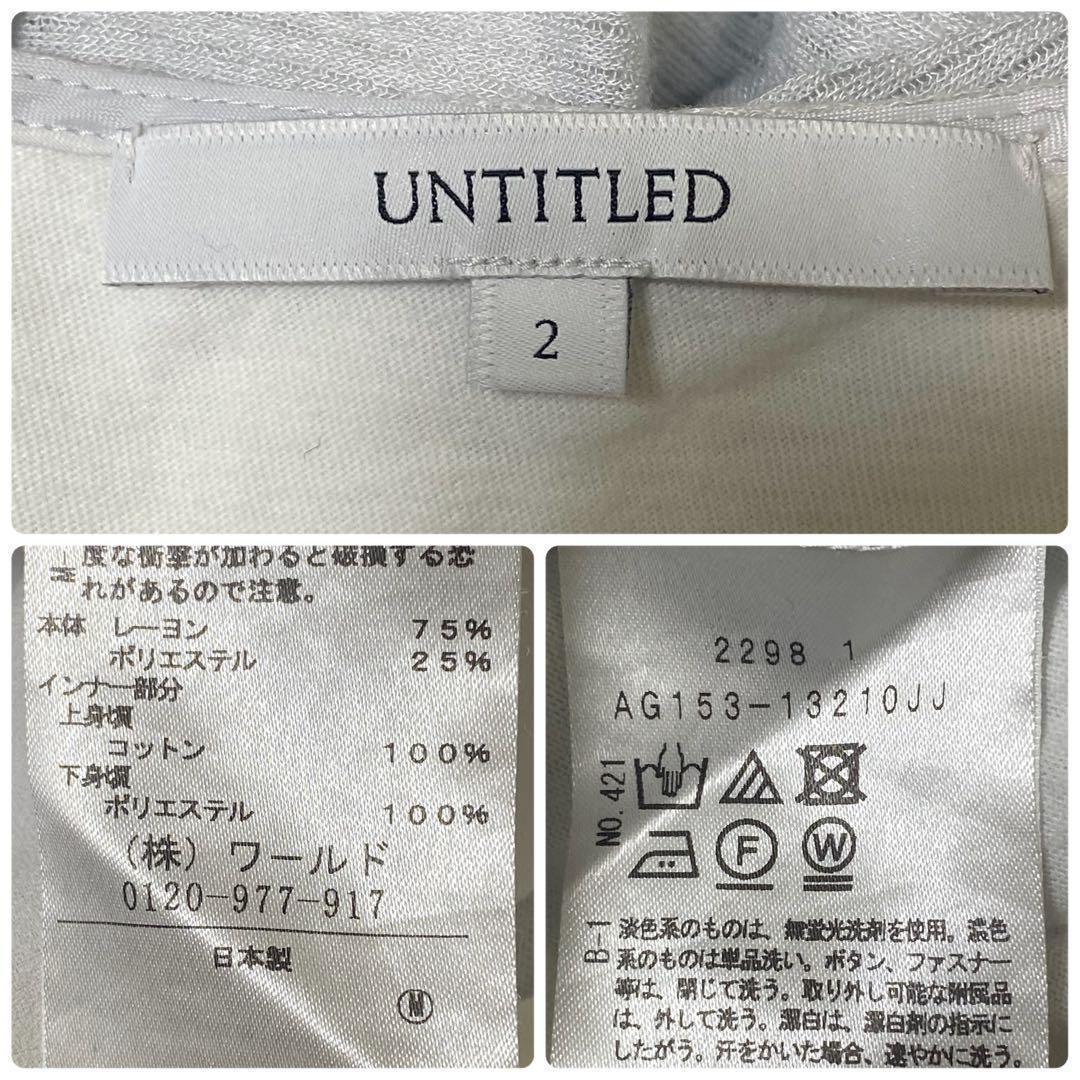 UNTITLED
2
度な衝撃が加わると破損する恐
れがあるので注意。
本体 レーヨン 75%
ポリエステル 25%
インナー部分
上身頃
コットン 100%
下身頃
ポリエステル 100%
(株) ワールド
0120-977-917
日本製
M
2298 1
AG153-13210JJ
NO.421
F
W
B-1
淡色系のものは、無蛍光洗剤を使用。濃色
系のものは単品洗い。ボタン、ファスナー
等は、閉じて洗う。取り外し可能な附属品
は、外して洗う。漂白は、漂白剤の指示に
したがう。汗をかいた場合、速やかに洗う。